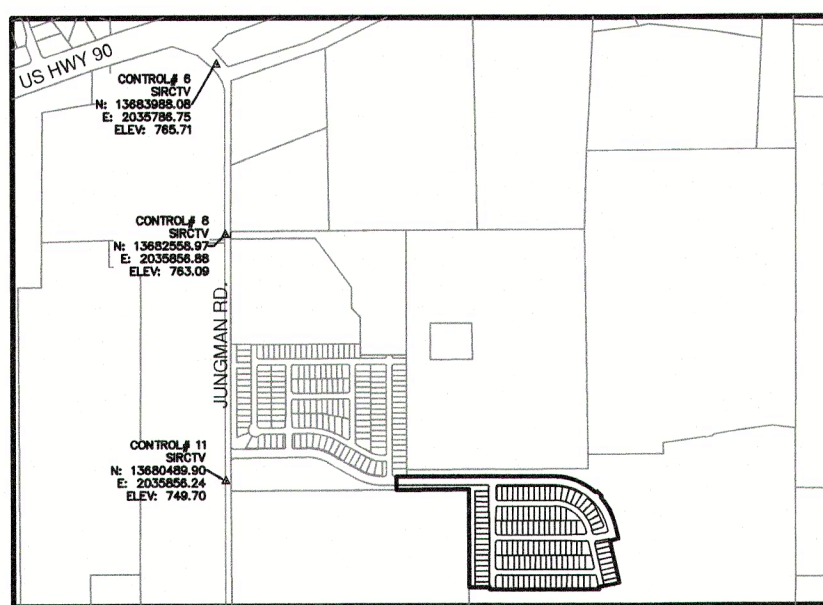 US HWY 90
CONTROL# 6
SIRCTV
N: 13683988.08
E: 2035786.75
ELEV: 765.71
CONTROL# 8
SIRCTV
N: 13682558.97
E: 2035856.88
ELEV: 763.09
JUNGMAN RD.
CONTROL# 11
SIRCTV
N: 13680489.90
E: 2035856.24
ELEV: 749.70